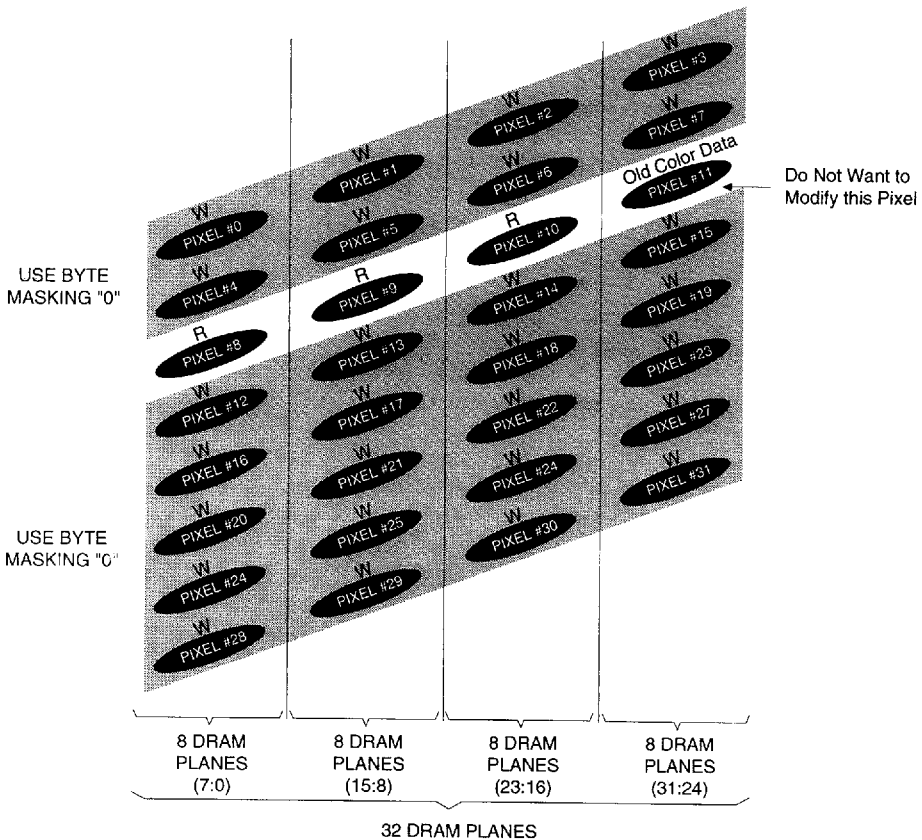 USE BYTE
MASKING "0"
USE BYTE
MASKING "0"
W
PIXEL #0
W
PIXEL#4
R
PIXEL #8
W
PIXEL #12
W
PIXEL #16
W
PIXEL #20
W
PIXEL #24
W
PIXEL #28
W
PIXEL #1
W
PIXEL #5
R
PIXEL #9
W
PIXEL #13
W
PIXEL #17
W
PIXEL #21
W
PIXEL #25
W
PIXEL #29
W
PIXEL #2
W
PIXEL #6
R
PIXEL #10
W
PIXEL #14
W
PIXEL #18
W
PIXEL #22
W
PIXEL #24
W
PIXEL #30
W
PIXEL #3
W
PIXEL #7
Old Color Data
PIXEL #11
W
PIXEL #15
W
PIXEL #19
W
PIXEL #23
W
PIXEL #27
W
PIXEL #31
Do Not Want to
Modify this Pixel
8 DRAM
PLANES
(7:0)
8 DRAM
PLANES
(15:8)
8 DRAM
PLANES
(23:16)
8 DRAM
PLANES
(31:24)
32 DRAM PLANES